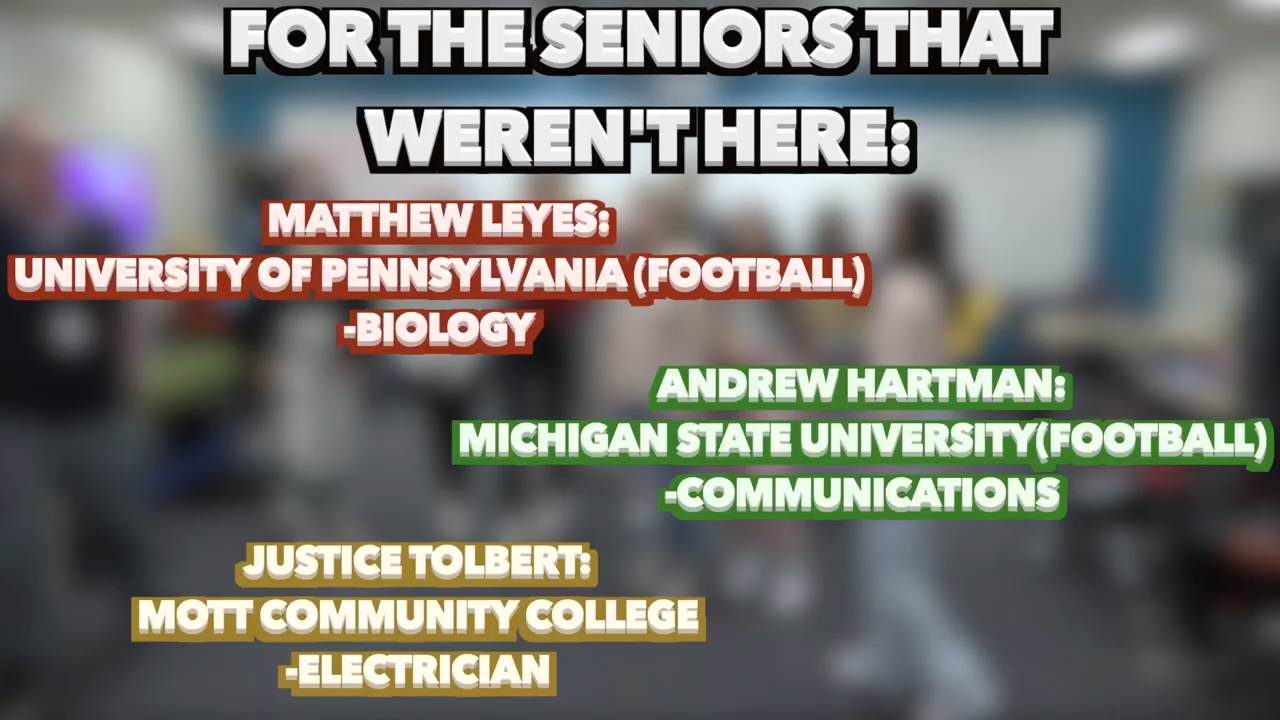 FOR THE SENIORS THAT
WEREN'T HERE:
MATTHEW LEYES:
UNIVERSITY OF PENNSYLVANIA (FOOTBALL)
-BIOLOGY
ANDREW HARTMAN:
MICHIGAN STATE UNIVERSITY(FOOTBALL)
-COMMUNICATIONS
JUSTICE TOLBERT:
MOTT COMMUNITY COLLEGE
-ELECTRICIAN